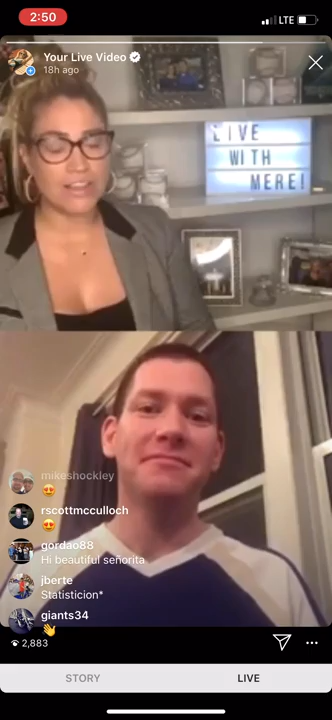 2:50
LTE
Your Live Video
18h ago
LIVE
WITH
MERE!
mikeshockley
😍
rscottmcculloch
😍
gordao88
Hi beautiful señorita
jberte
Statisticion*
giants34
👋
2,883
STORY
LIVE